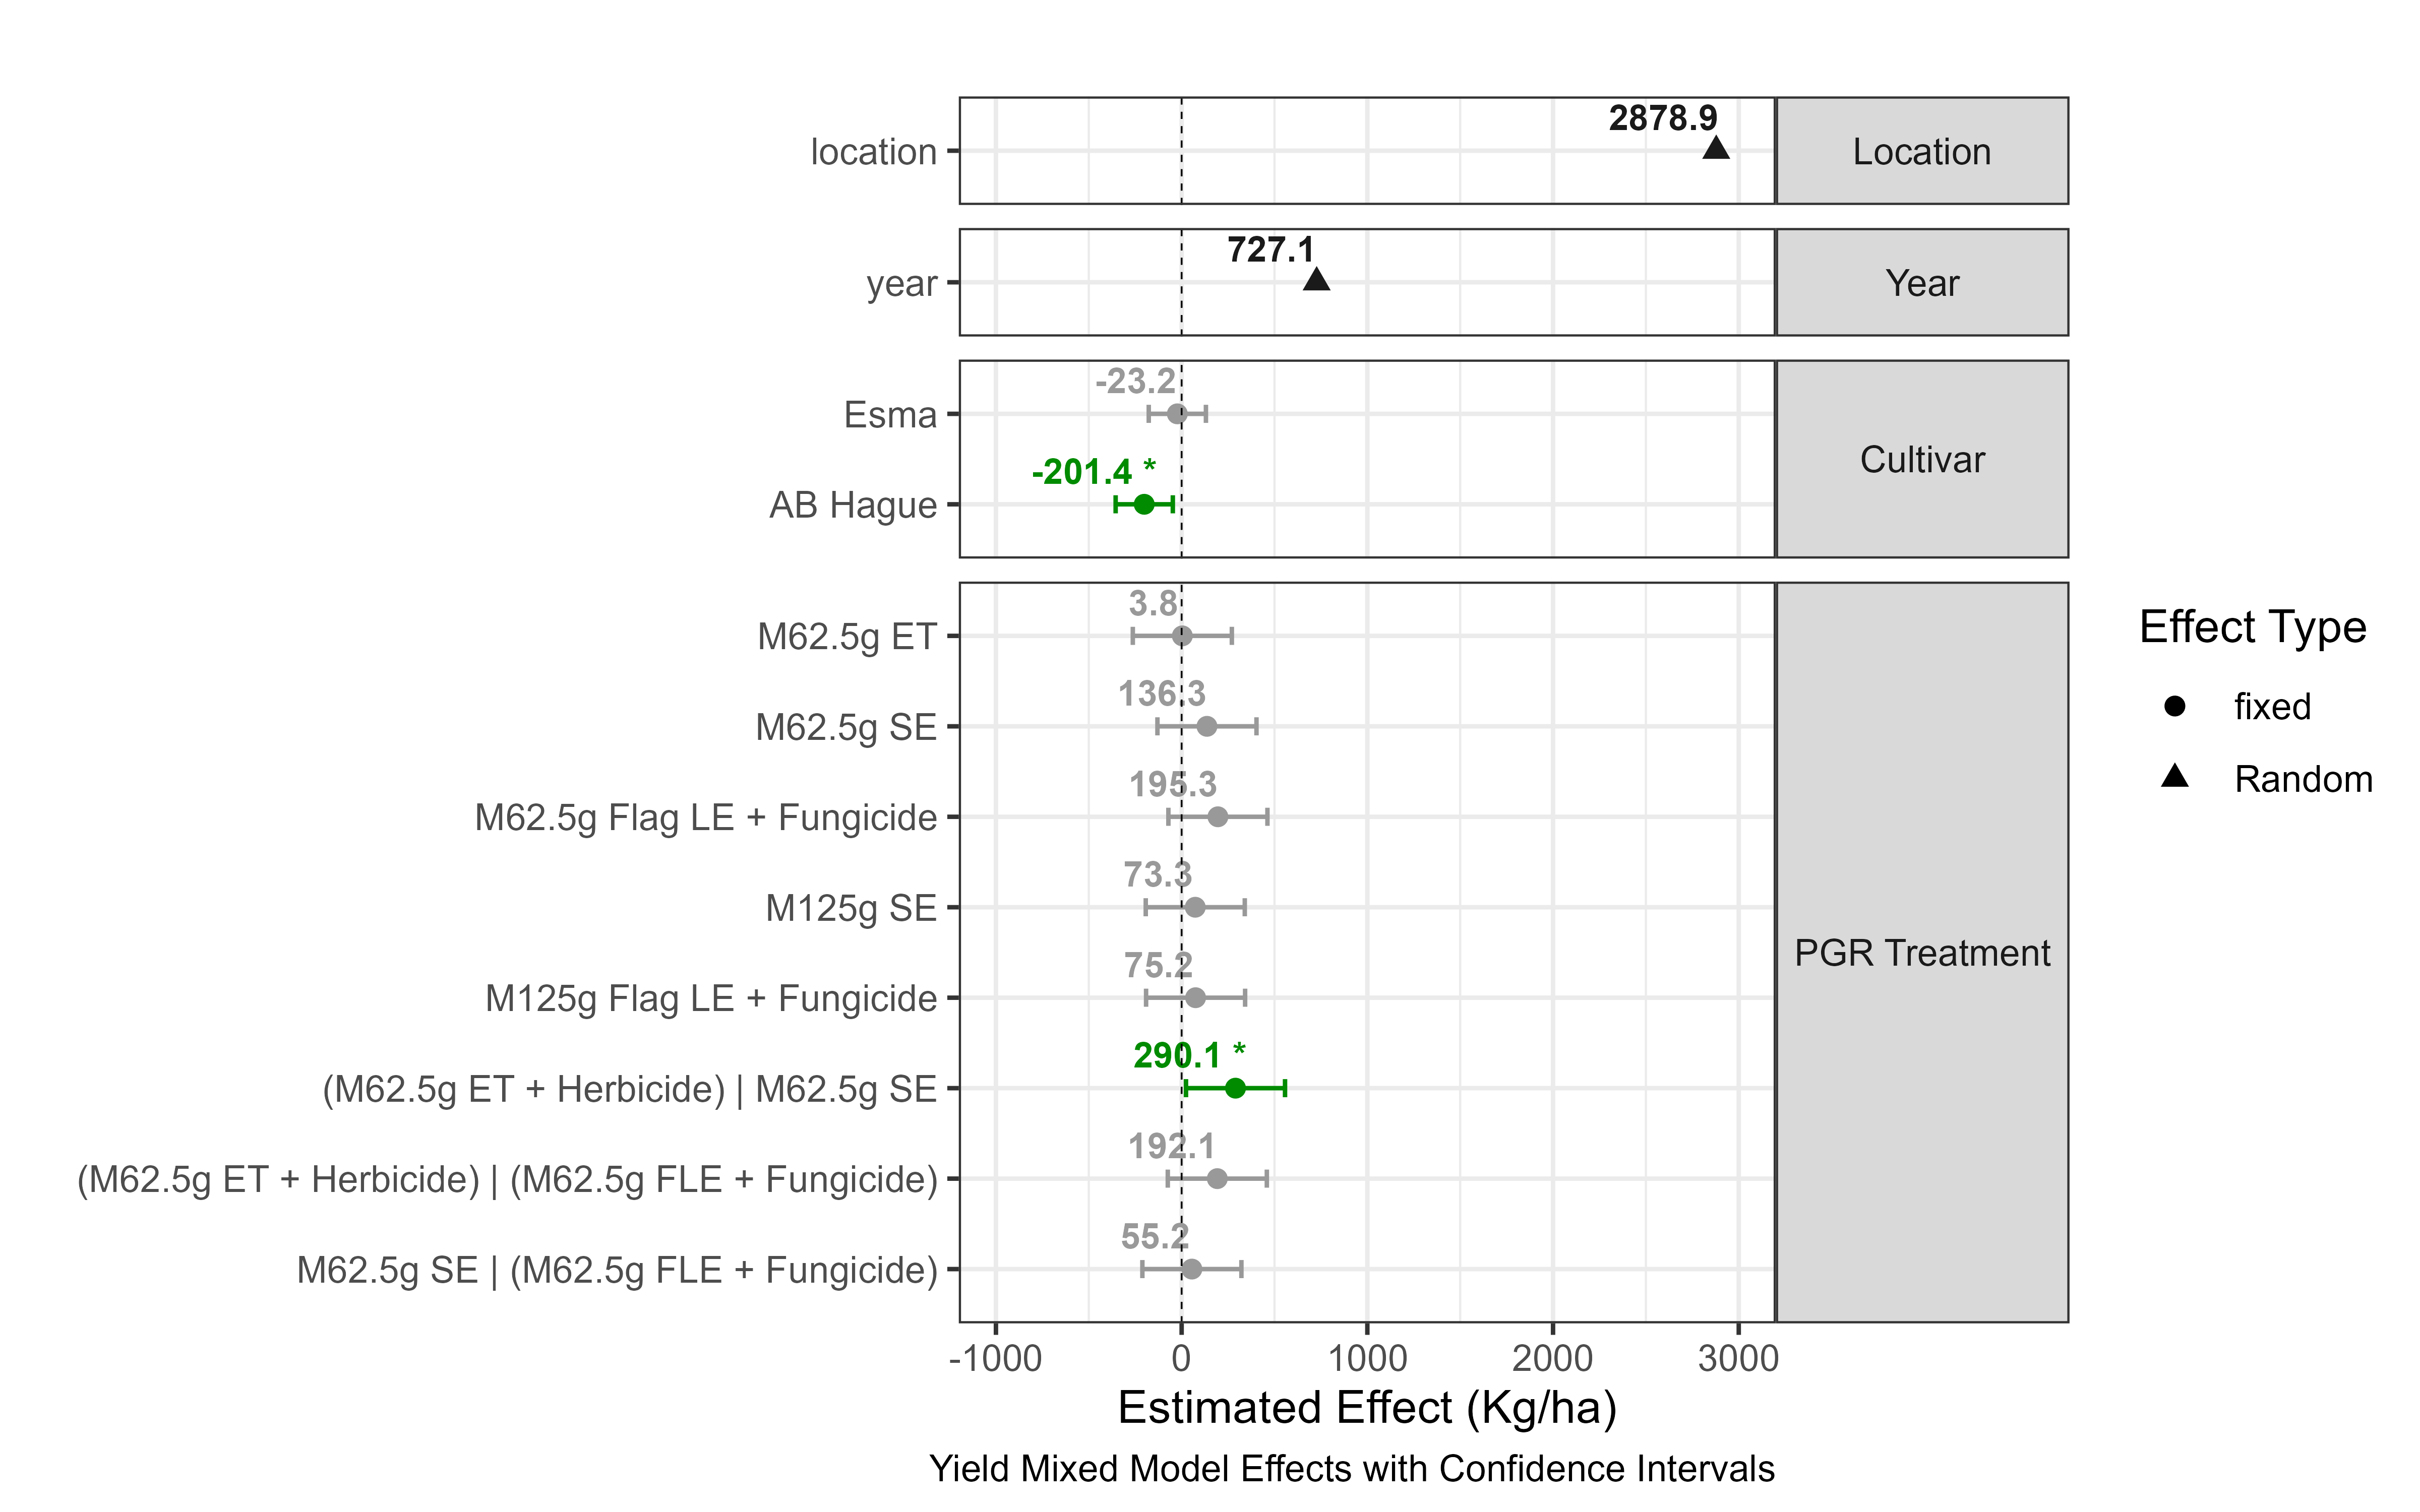 location
2878.9
Location
year
727.1
Year
Esma
-23.2
AB Hague
-201.4 *
Cultivar
M62.5g ET
3.8
M62.5g SE
136.3
M62.5g Flag LE + Fungicide
195.3
M125g SE
73.3
M125g Flag LE + Fungicide
75.2
(M62.5g ET + Herbicide) | M62.5g SE
290.1 *
(M62.5g ET + Herbicide) | (M62.5g FLE + Fungicide)
192.1
M62.5g SE | (M62.5g FLE + Fungicide)
55.2
PGR Treatment
-1000 0 1000 2000 3000
Estimated Effect (Kg/ha)
Yield Mixed Model Effects with Confidence Intervals
Effect Type
fixed
Random